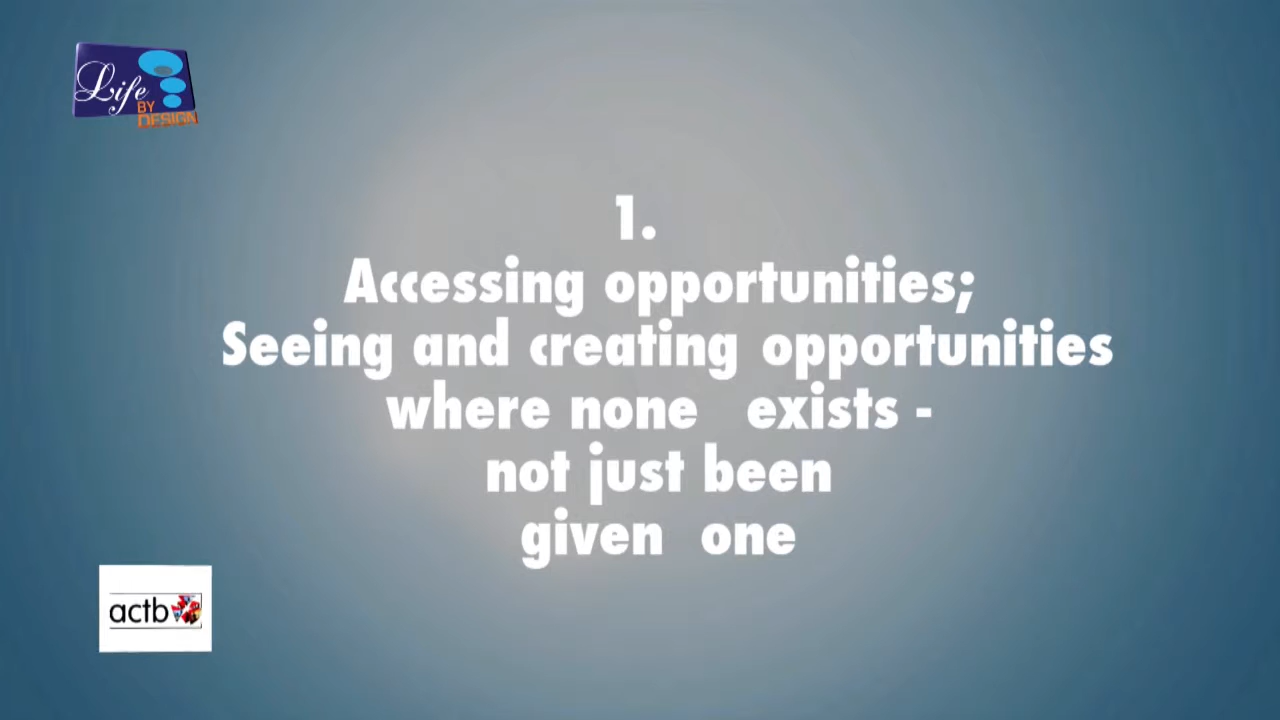 Life
BY
DESIGN
1.
Accessing opportunities;
Seeing and creating opportunities
where none exists -
not just been
given one
actb